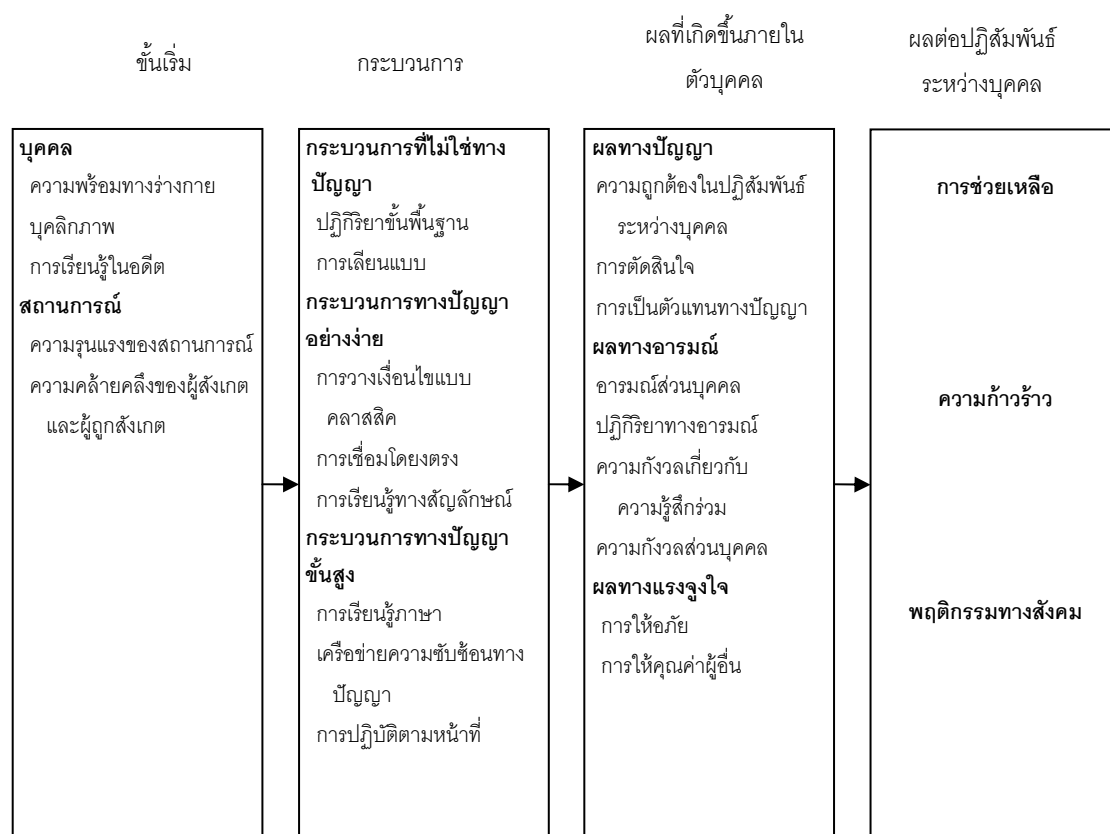 ขั้นเริ่ม
กระบวนการ
ผลที่เกิดขึ้นภายใน
ตัวบุคคล
ผลต่อปฏิสัมพันธ์
ระหว่างบุคคล
บุคคล
ความพร้อมทางร่างกาย
บุคลิกภาพ
การเรียนรู้ในอดีต
สถานการณ์
ความรุนแรงของสถานการณ์
ความคล้ายคลึงของผู้สังเกต
และผู้ถูกสังเกต
กระบวนการที่ไม่ใช่ทาง
ปัญญา
ปฏิกิริยาขั้นพื้นฐาน
การเลียนแบบ
กระบวนการทางปัญญา
อย่างง่าย
การวางเงื่อนไขแบบ
คลาสสิค
การเชื่อมโดยงตรง
การเรียนรู้ทางสัญลักษณ์
กระบวนการทางปัญญา
ขั้นสูง
การเรียนรู้ภาษา
เครือข่ายความซับซ้อนทาง
ปัญญา
การปฏิบัติตามหน้าที่
ผลทางปัญญา
ความถูกต้องในปฏิสัมพันธ์
ระหว่างบุคคล
การตัดสินใจ
การเป็นตัวแทนทางปัญญา
ผลทางอารมณ์
อารมณ์ส่วนบุคคล
ปฏิกิริยาทางอารมณ์
ความกังวลเกี่ยวกับ
ความรู้สึกร่วม
ความกังวลส่วนบุคคล
ผลทางแรงจูงใจ
การให้อภัย
การให้คุณค่าผู้อื่น
การช่วยเหลือ
ความก้าวร้าว
พฤติกรรมทางสังคม